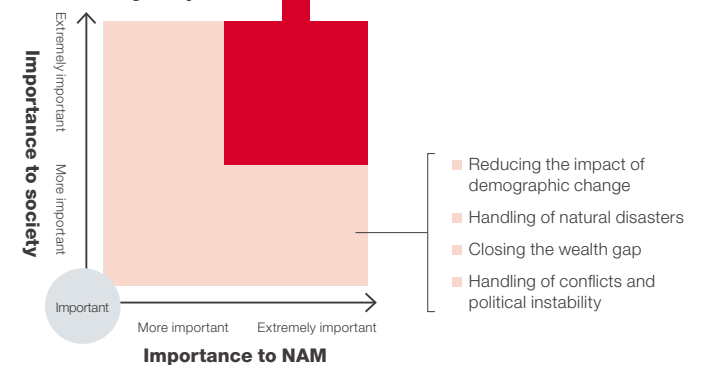 Importance to society
Extremely important
More important
Important
More important
Extremely important
Importance to NAM
Reducing the impact of
demographic change
Handling of natural disasters
Closing the wealth gap
Handling of conflicts and
political instability